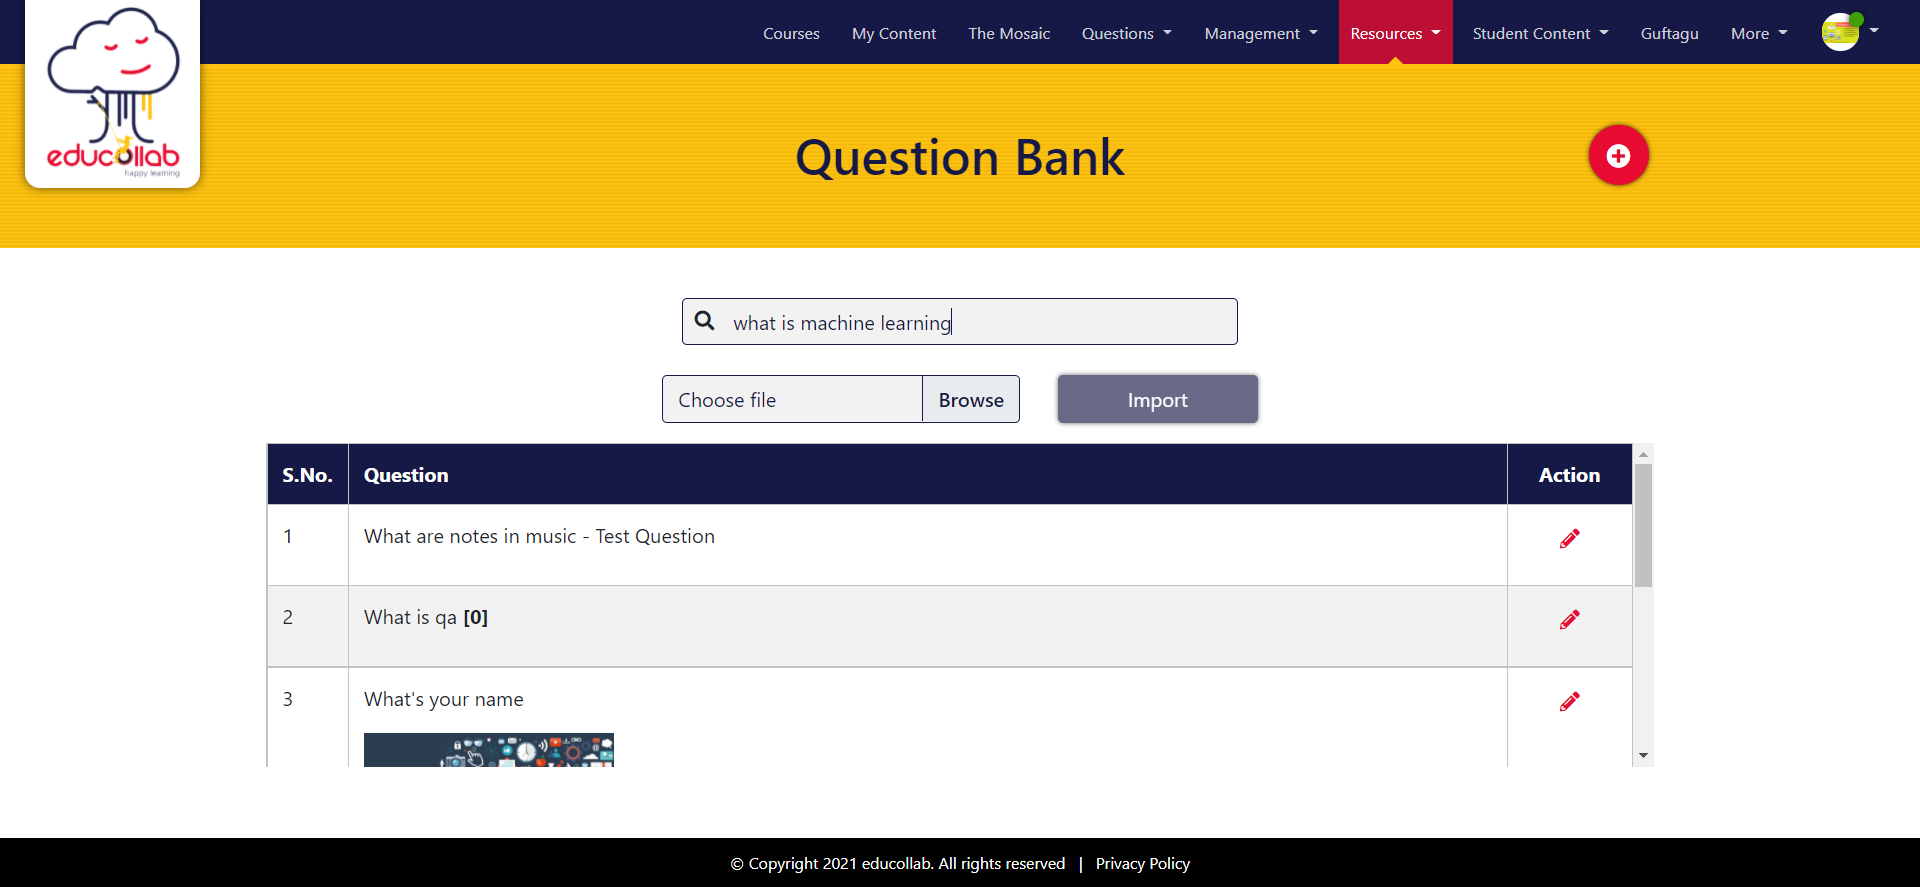 educollab
happy learning
Courses My Content The Mosaic Questions Management Resources Student Content Guftagu More
Question Bank
what is machine learning
Choose file Browse Import
S.No. Question Action
1 What are notes in music - Test Question
2 What is qa [0]
3 What's your name
© Copyright 2021 educollab. All rights reserved | Privacy Policy